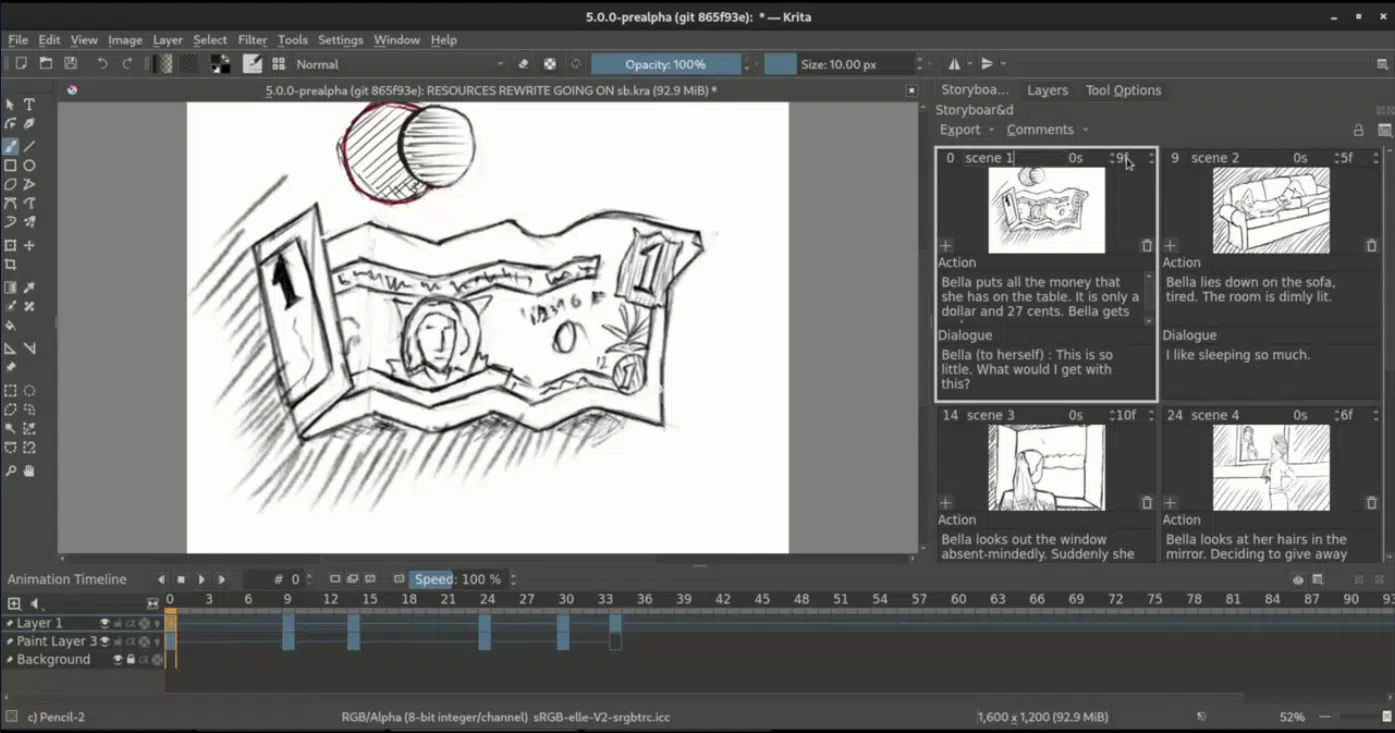 5.0.0-prealpha (git 865f93e): * — Krita
File Edit View Image Layer Select Filter Tools Settings Window Help
Normal Opacity: 100% Size: 10.00 px
5.0.0-prealpha (git 865f93e): RESOURCES REWRITE GOING ON sb.kra (92.9 MiB) *
Storyboa... Layers Tool Options
Storyboa&d
Export Comments
0 scene 1 0s 9f
Action
Bella puts all the money that
she has on the table. It is only a
dollar and 27 cents. Bella gets
Dialogue
Bella (to herself) : This is so
little. What would I get with
this?
9 scene 2 0s 5f
Action
Bella lies down on the sofa,
tired. The room is dimly lit.
Dialogue
I like sleeping so much.
14 scene 3 0s 10f
Action
Bella looks out the window
absent-mindedly. Suddenly she
24 scene 4 0s 6f
Action
Bella looks at her hairs in the
mirror. Deciding to give away
1
1
Animation Timeline # 0 Speed: 100 %
0 3 6 9 12 15 18 21 24 27 30 33 36 39 42 45 48 51 54 57 60 63 66 69 72 75 78 81 84 87 90 93
Layer 1
Paint Layer 3
Background
c) Pencil-2 RGB/Alpha (8-bit integer/channel) sRGB-elle-V2-srgbtrc.icc 1,600 x 1,200 (92.9 MiB) 52%